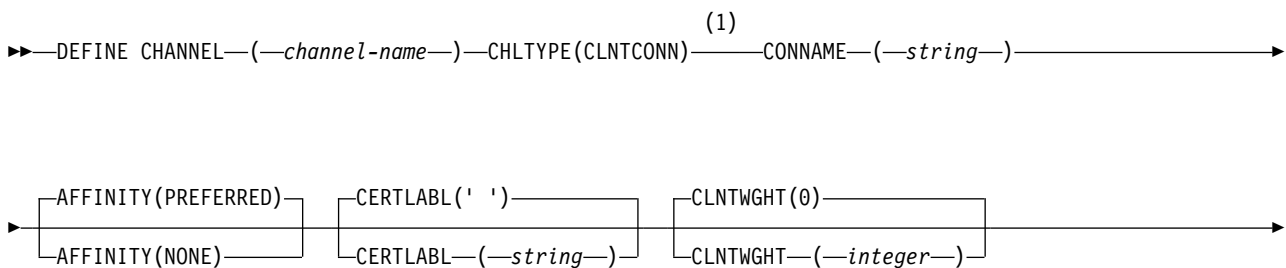 (1)
DEFINE CHANNEL ( channel-name ) CHLTYPE(CLNTCONN) CONNAME ( string )
AFFINITY(PREFERRED) CERTLABL(' ') CLNTWGHT(0)
AFFINITY(NONE) CERTLABL ( string ) CLNTWGHT ( integer )